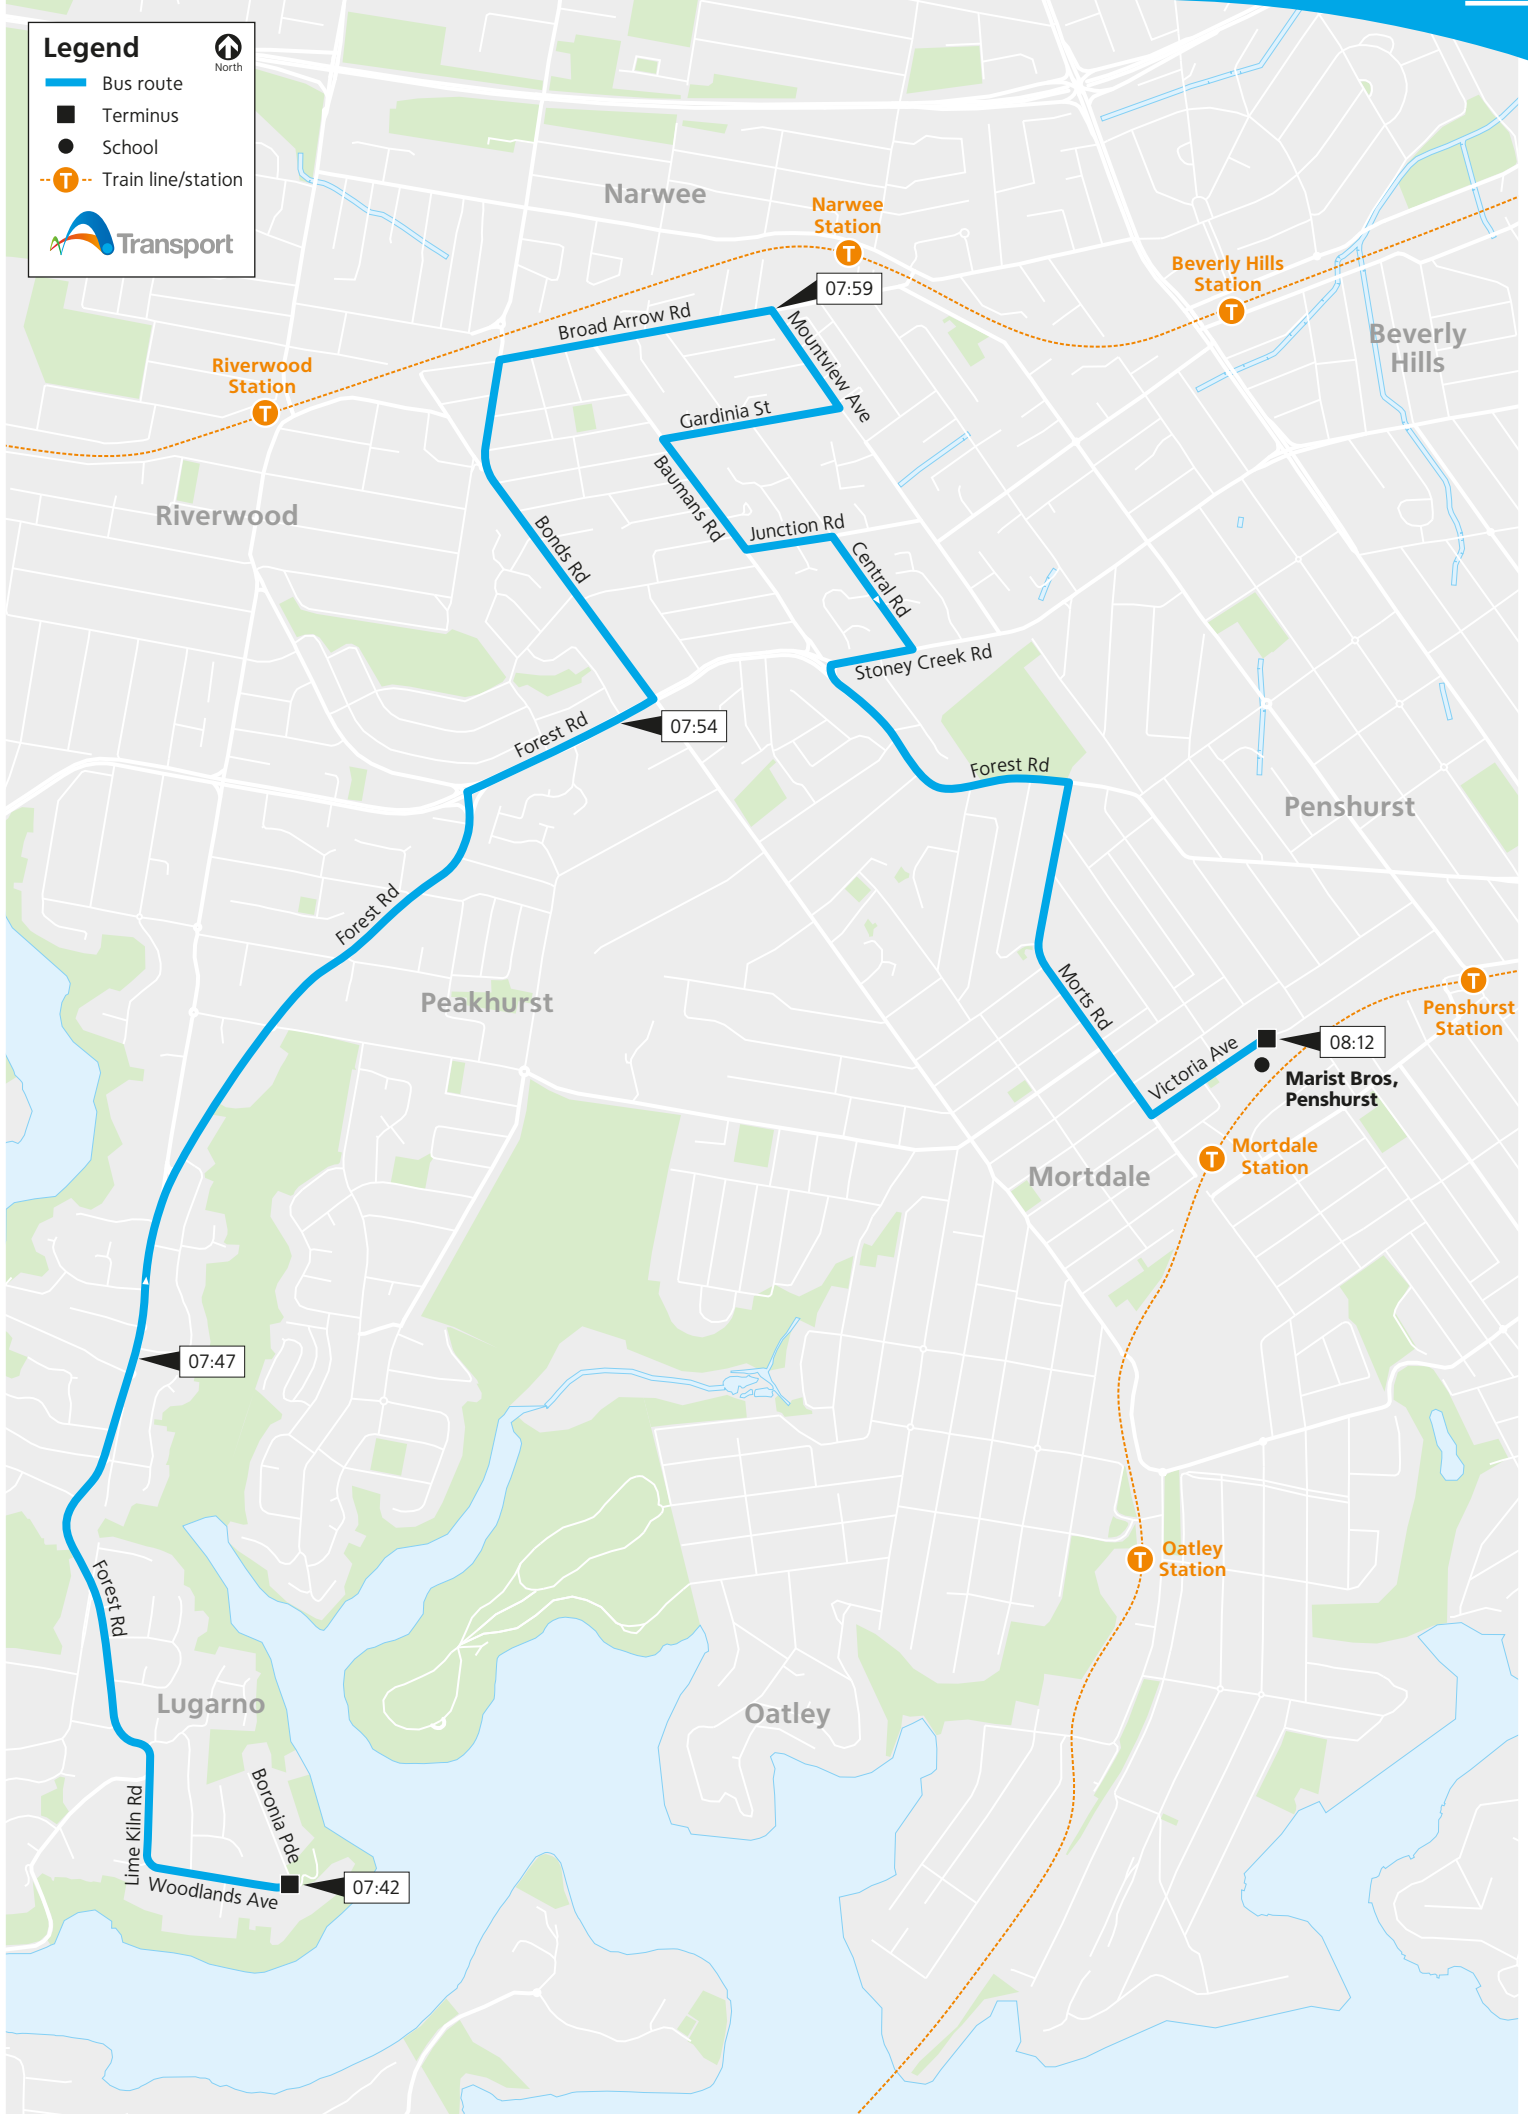 Legend
North
Bus route
Terminus
School
T
Train line/station
Transport
Narwee
Narwee
Station
T
07:59
Beverly Hills
Station
T
Beverly
Hills
Broad Arrow Rd
Mountview Ave
Riverwood
Station
T
Gardinia St
Baumans Rd
Riverwood
Bonds Rd
Junction Rd
Central Rd
Stoney Creek Rd
Forest Rd
07:54
Forest Rd
Penshurst
Forest Rd
Peakhurst
Morts Rd
T
Penshurst
Station
Victoria Ave
08:12
Marist Bros,
Penshurst
Mortdale
T
Mortdale
Station
07:47
Forest Rd
T
Oatley
Station
Lugarno
Oatley
Boronia Pde
Lime Kiln Rd
Woodlands Ave
07:42